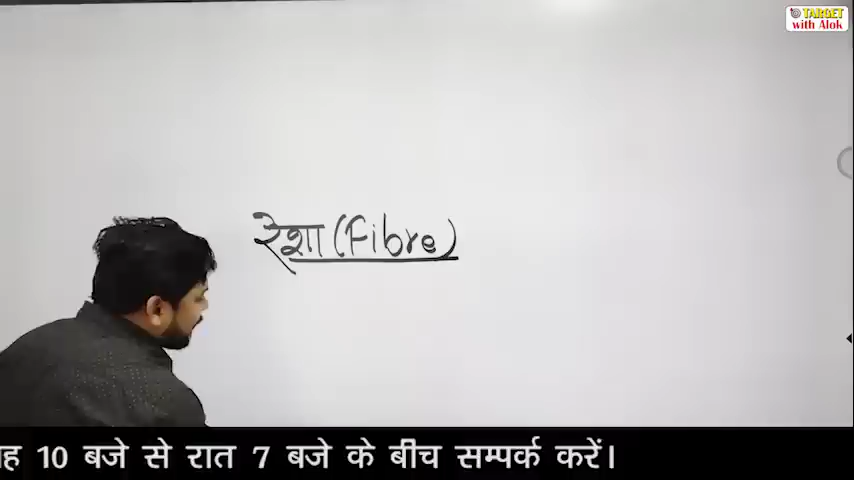 TARGET
with Alok
रेशा (Fibre)
10 बजे से रात 7 बजे के बीच सम्पर्क करें।